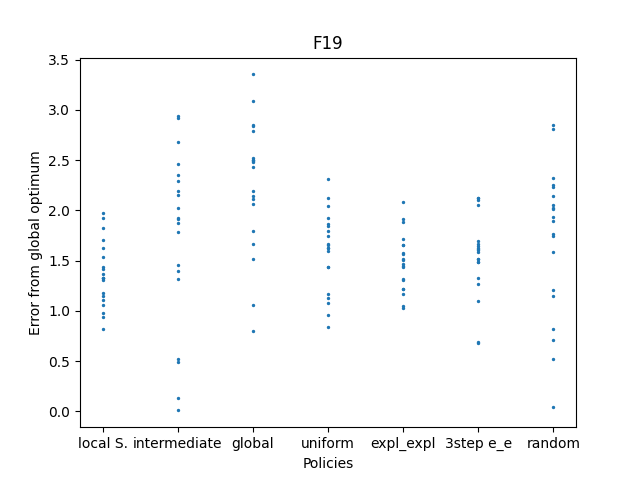 F19
Error from global optimum
3.5
3.0
2.5
2.0
1.5
1.0
0.5
0.0
local S. intermediate global uniform expl_expl 3step e_e random
Policies